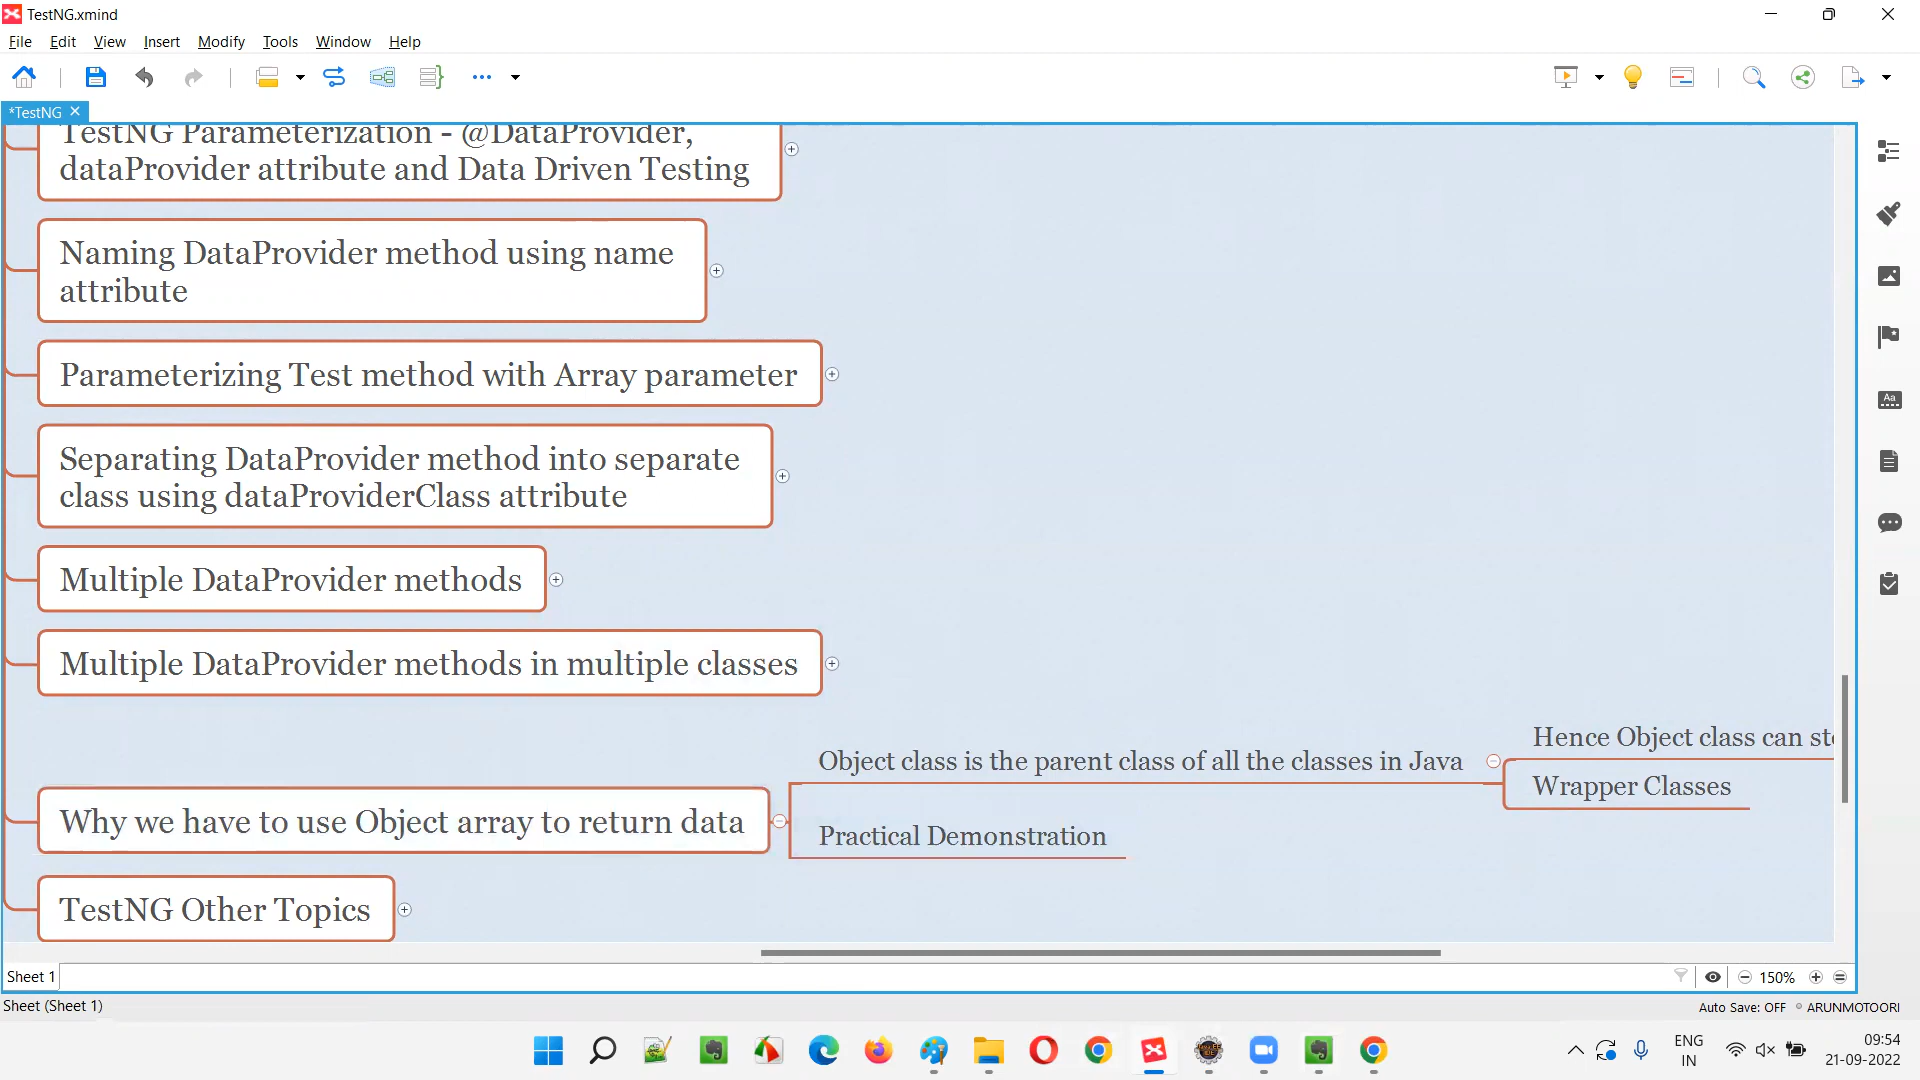 TestNG.xmind
File Edit View Insert Modify Tools Window Help
*TestNG
TestNG Parameterization - @DataProvider,
dataProvider attribute and Data Driven Testing
Naming DataProvider method using name
attribute
Parameterizing Test method with Array parameter
Separating DataProvider method into separate
class using dataProviderClass attribute
Multiple DataProvider methods
Multiple DataProvider methods in multiple classes
Hence Object class can st
Object class is the parent class of all the classes in Java
Wrapper Classes
Why we have to use Object array to return data
Practical Demonstration
TestNG Other Topics
Sheet 1
150%
Sheet (Sheet 1)
Auto Save: OFF ARUNMOTOORI
ENG
IN
09:54
21-09-2022